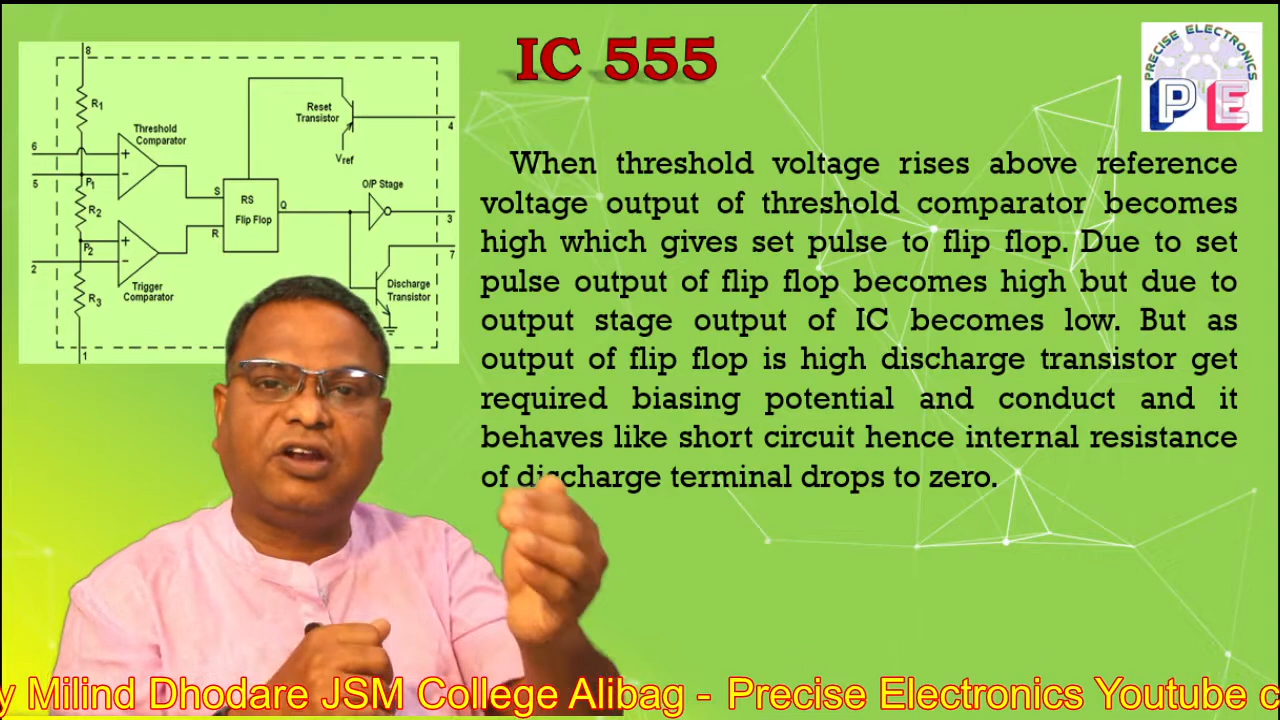 IC 555
PRECISE ELECTRONICS
PE
8
R1
Threshold
Comparator
Reset
Transistor
4
6
+
5
P1
−
Vref
S
RS
Flip Flop
Q
O/P Stage
3
R2
R
P2
+
7
2
−
Trigger
Comparator
Discharge
Transistor
R3
1
When threshold voltage rises above reference
voltage output of threshold comparator becomes
high which gives set pulse to flip flop. Due to set
pulse output of flip flop becomes high but due to
output stage output of IC becomes low. But as
output of flip flop is high discharge transistor get
required biasing potential and conduct and it
behaves like short circuit hence internal resistance
of discharge terminal drops to zero.
y Milind Dhodare JSM College Alibag - Precise Electronics Youtube c